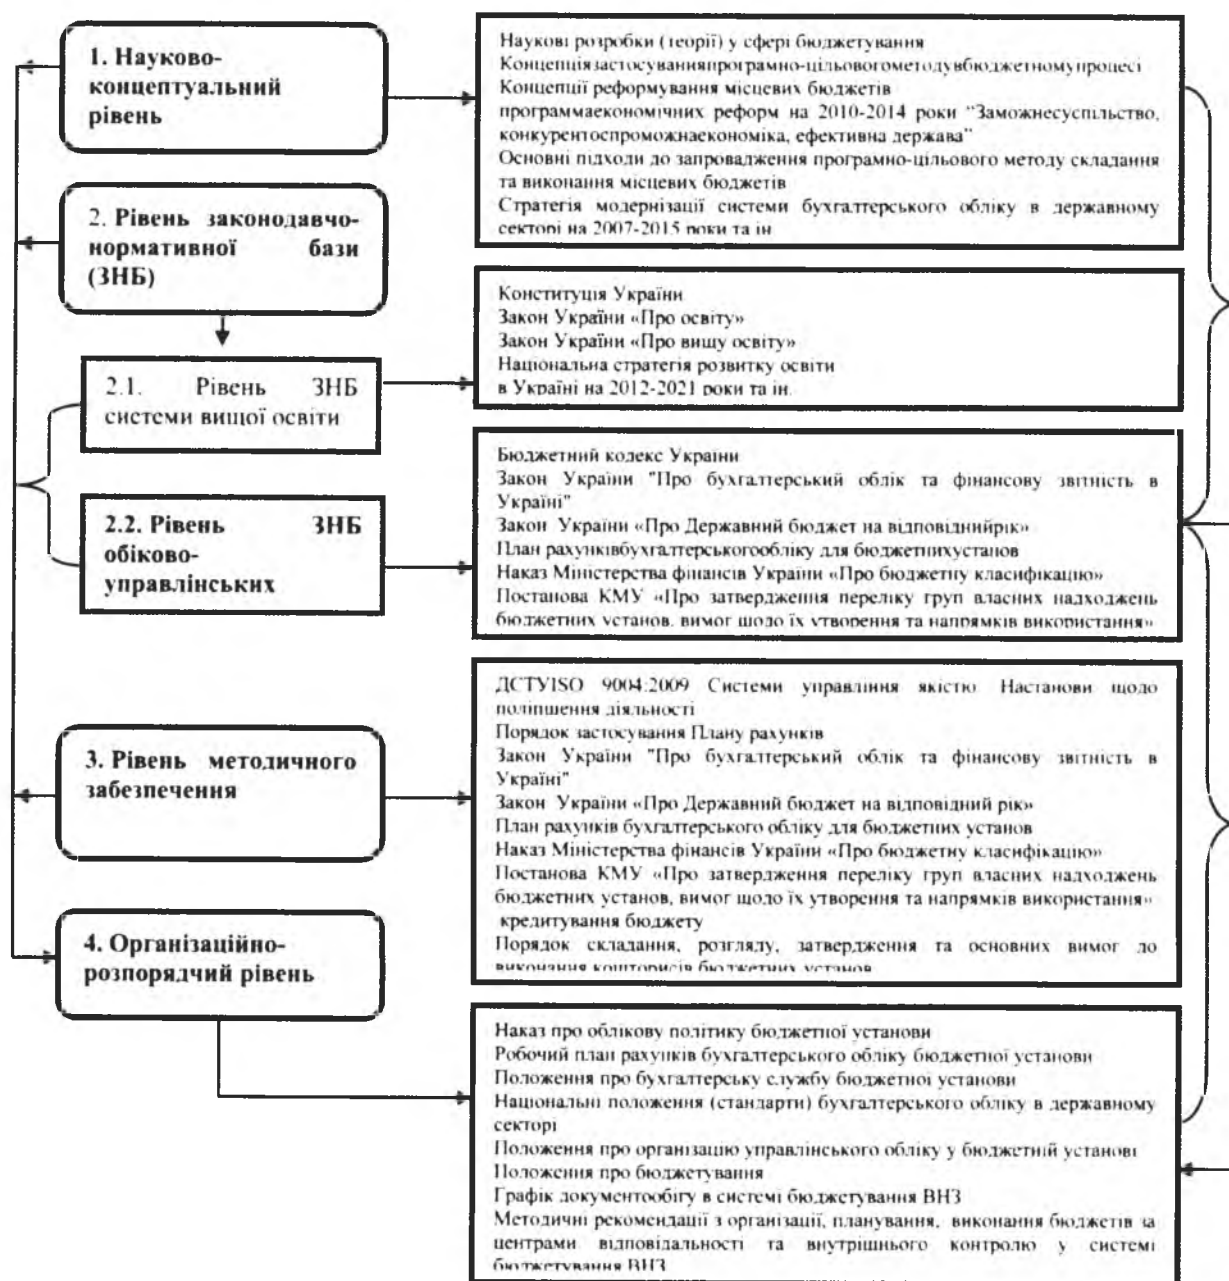 1. Науково-
концептуальний
рівень
Наукові розробки (теорії) у сфері бюджетування
Концепціязастосуванняпрограмно-цільовогометодувбюджетномупроцесі
Концепції реформування місцевих бюджетів
программаекономічних реформ на 2010-2014 роки "Заможнесуспільство,
конкурентоспроможнаекономіка, ефективна держава"
Основні підходи до запровадження програмно-цільового методу складання
та виконання місцевих бюджетів
Стратегія модернізації системи бухгалтерського обліку в державному
секторі на 2007-2015 роки та ін
2. Рівень законодавчо-
нормативної бази
(ЗНБ)
2.1. Рівень ЗНБ
системи вищої освіти
Конституція України
Закон України «Про освіту»
Закон України «Про вищу освіту»
Національна стратегія розвитку освіти
в Україні на 2012-2021 роки та ін.
2.2. Рівень ЗНБ
обіково-
управлінських
Бюджетний кодекс України
Закон України "Про бухгалтерський облік та фінансову звітність в
Україні"
Закон України «Про Державний бюджет на відповіднийрік»
План рахунківбухгалтерськогообліку для бюджетнихустанов
Наказ Міністерства фінансів України «Про бюджетну класифікацію»
Постанова КМУ «Про затвердження переліку груп власних надходжень
бюджетних установ, вимог щодо їх утворення та напрямків використання»
3. Рівень методичного
забезпечення
ДСТУISO 9004:2009 Системи управління якістю Настанови щодо
поліпшення діяльності
Порядок застосування Плану рахунків
Закон України "Про бухгалтерський облік та фінансову звітність в
Україні"
Закон України «Про Державний бюджет на відповідний рік»
План рахунків бухгалтерського обліку для бюджетних установ
Наказ Міністерства фінансів України «Про бюджетну класифікацію»
Постанова КМУ «Про затвердження переліку груп власних надходжень
бюджетних установ, вимог щодо їх утворення та напрямків використання»
кредитування бюджету
Порядок складання, розгляду, затвердження та основних вимог до
виконання кошторисів бюджетних установ
4. Організаційно-
розпорядчий рівень
Наказ про облікову політику бюджетної установи
Робочий план рахунків бухгалтерського обліку бюджетної установи
Положення про бухгалтерську службу бюджетної установи
Національні положення (стандарти) бухгалтерського обліку в державному
секторі
Положення про організацію управлінського обліку у бюджетній установі
Положення про бюджетування
Графік документообігу в системі бюджетування ВНЗ
Методичні рекомендації з організації, планування, виконання бюджетів за
центрами відповідальності та внутрішнього контролю у системі
бюджетування ВНЗ